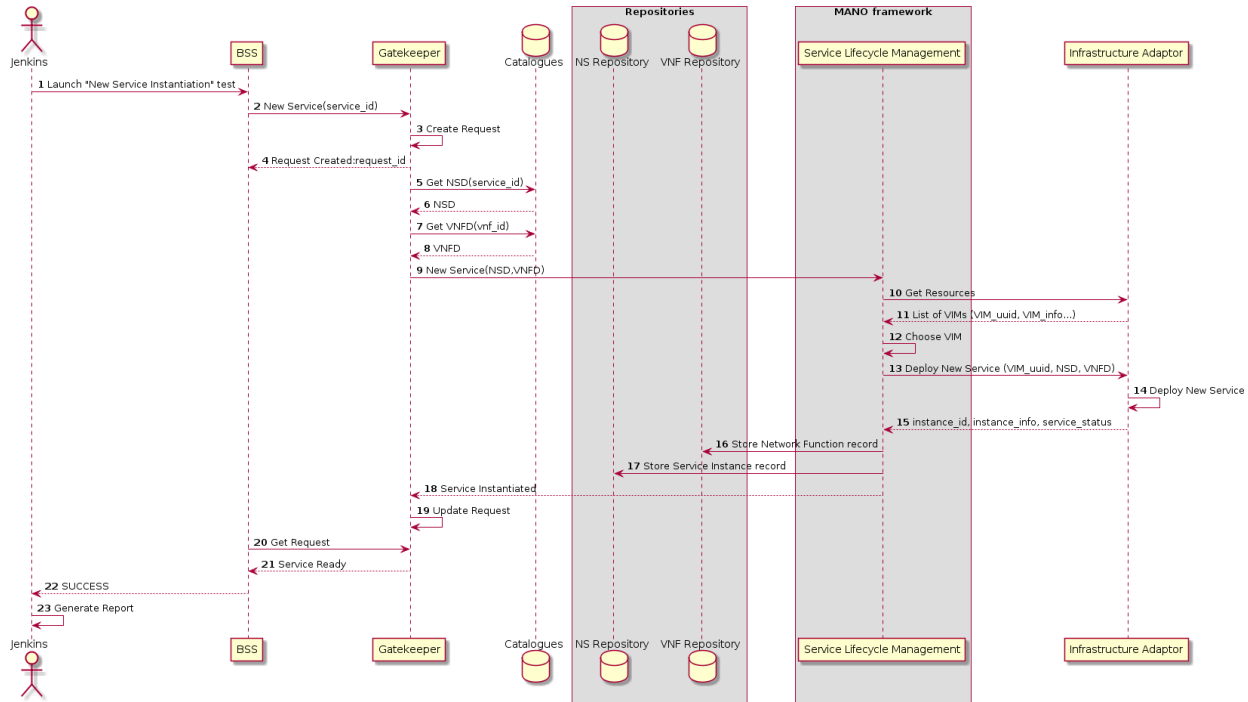 Repositories
MANO framework
Jenkins
BSS
Gatekeeper
Catalogues
NS Repository
VNF Repository
Service Lifecycle Management
Infrastructure Adaptor
1 Launch "New Service Instantiation" test
2 New Service(service_id)
3 Create Request
4 Request Created:request_id
5 Get NSD(service_id)
6 NSD
7 Get VNFD(vnf_id)
8 VNFD
9 New Service(NSD,VNFD)
10 Get Resources
11 List of VIMs (VIM_uuid, VIM_info...)
12 Choose VIM
13 Deploy New Service (VIM_uuid, NSD, VNFD)
14 Deploy New Service
15 instance_id, instance_info, service_status
16 Store Network Function record
17 Store Service Instance record
18 Service Instantiated
19 Update Request
20 Get Request
21 Service Ready
22 SUCCESS
23 Generate Report
Jenkins
BSS
Gatekeeper
Catalogues
NS Repository
VNF Repository
Service Lifecycle Management
Infrastructure Adaptor